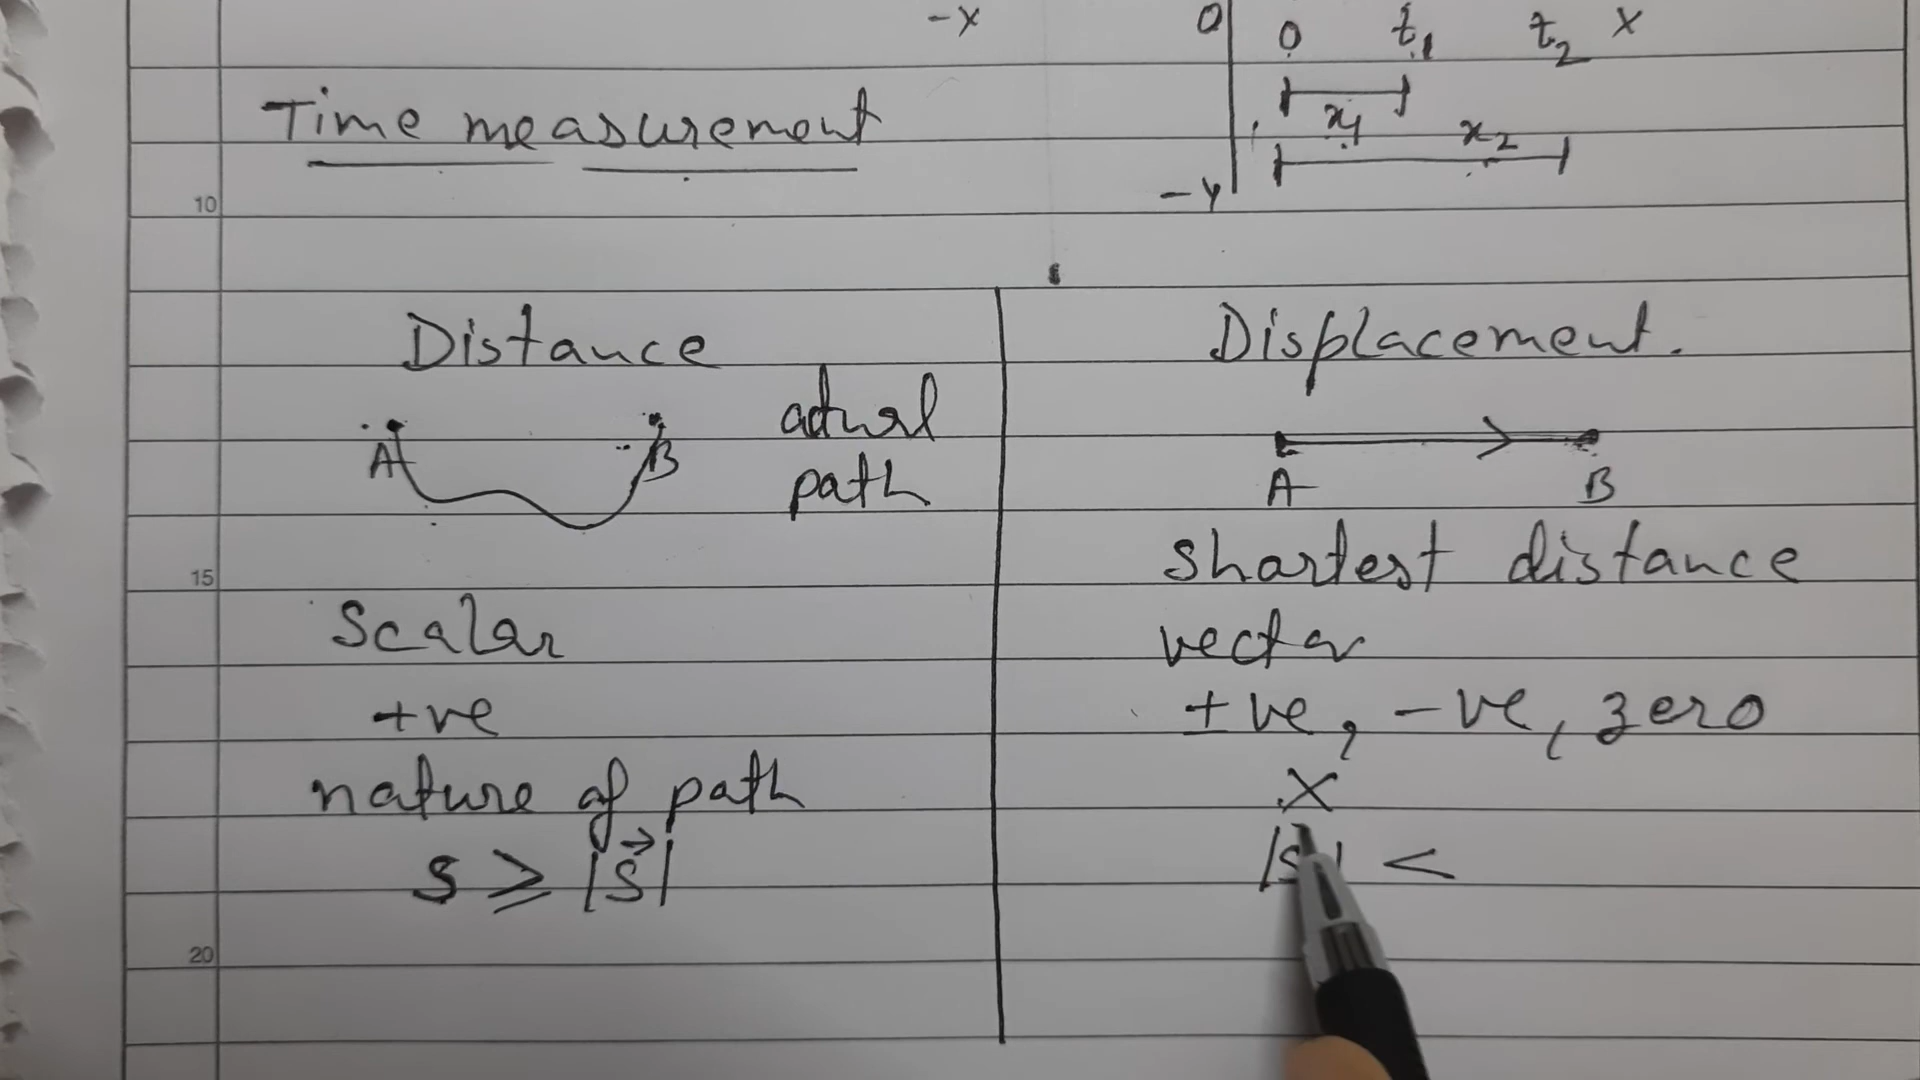 -x O 0 t₁ t₂ x
Time measurement
x₁
x₂
-y
10
Distance
Displacement.
A B
actual
path
A B
shortest distance
15
Scalar
vector
+ve
+ve, -ve, zero
nature of path
X
s ≥ |s⃗|
|s| <
20